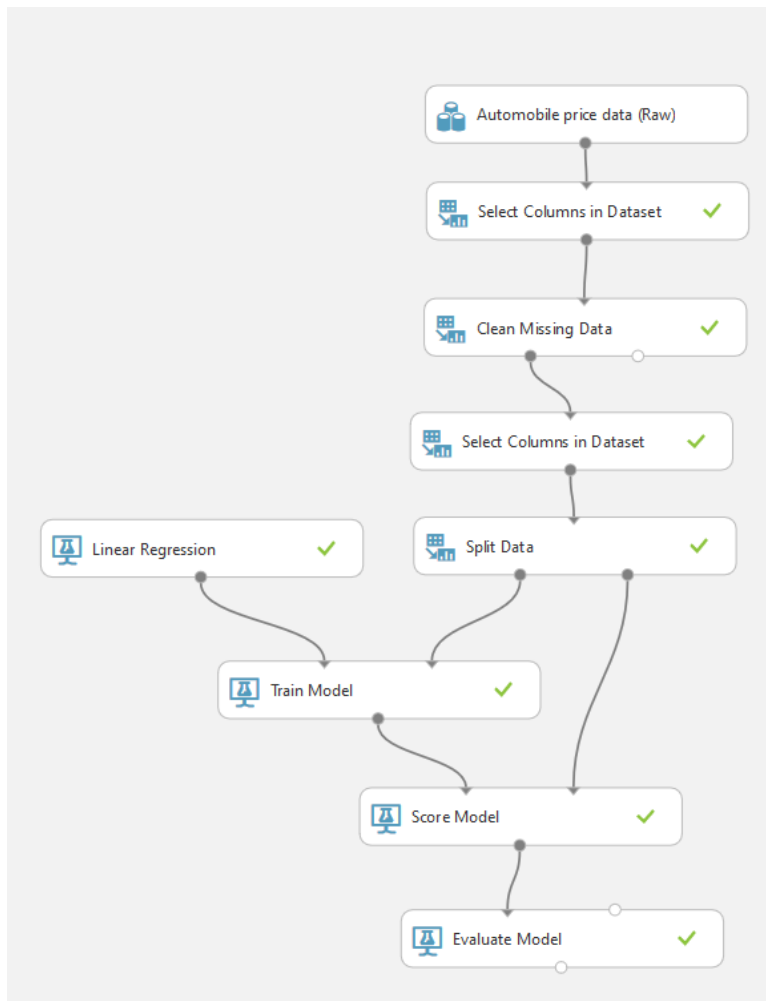 Automobile price data (Raw)
Select Columns in Dataset
Clean Missing Data
Select Columns in Dataset
Linear Regression
Split Data
Train Model
Score Model
Evaluate Model